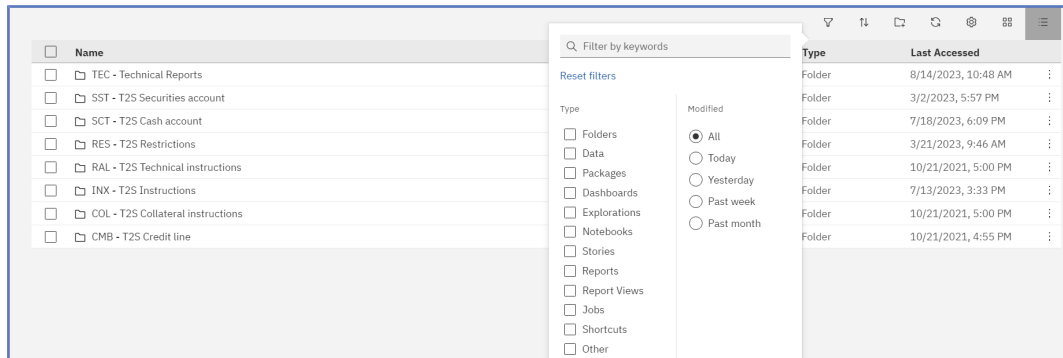 Name
Type
Last Accessed
TEC - Technical Reports
Folder
8/14/2023, 10:48 AM
SST - T2S Securities account
Folder
3/2/2023, 5:57 PM
SCT - T2S Cash account
Folder
7/18/2023, 6:09 PM
RES - T2S Restrictions
Folder
3/21/2023, 9:46 AM
RAL - T2S Technical instructions
Folder
10/21/2021, 5:00 PM
INX - T2S Instructions
Folder
7/13/2023, 3:33 PM
COL - T2S Collateral instructions
Folder
10/21/2021, 5:00 PM
CMB - T2S Credit line
Folder
10/21/2021, 4:55 PM
Filter by keywords
Reset filters
Type
Folders
Data
Packages
Dashboards
Explorations
Notebooks
Stories
Reports
Report Views
Jobs
Shortcuts
Other
Modified
All
Today
Yesterday
Past week
Past month